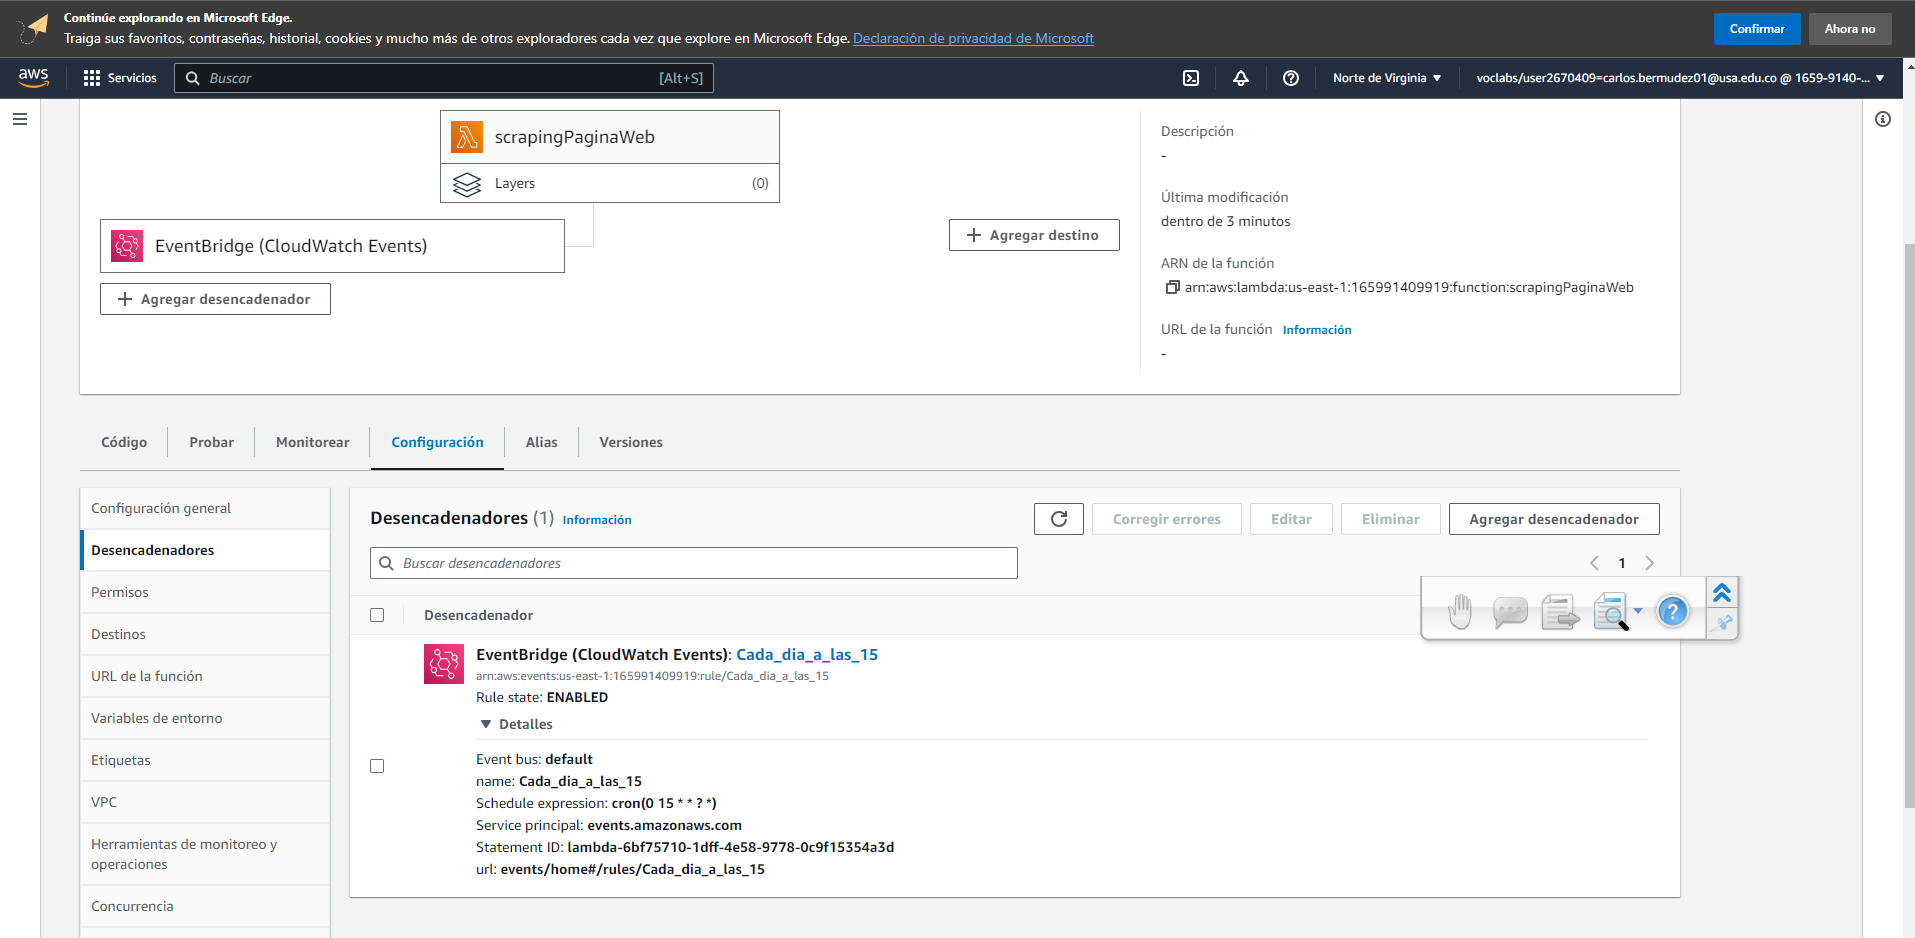 Continúe explorando en Microsoft Edge.
Traiga sus favoritos, contraseñas, historial, cookies y mucho más de otros exploradores cada vez que explore en Microsoft Edge. Declaración de privacidad de Microsoft
Confirmar
Ahora no
aws
Servicios
Buscar
[Alt+S]
Norte de Virginia
voclabs/user2670409=carlos.bermudez01@usa.edu.co @ 1659-9140-...
scrapingPaginaWeb
Layers
(0)
EventBridge (CloudWatch Events)
Agregar desencadenador
Agregar destino
Descripción
-
Última modificación
dentro de 3 minutos
ARN de la función
arn:aws:lambda:us-east-1:165991409919:function:scrapingPaginaWeb
URL de la función Información
-
Código
Probar
Monitorear
Configuración
Alias
Versiones
Configuración general
Desencadenadores
Permisos
Destinos
URL de la función
Variables de entorno
Etiquetas
VPC
Herramientas de monitoreo y
operaciones
Concurrencia
Desencadenadores (1) Información
Corregir errores
Editar
Eliminar
Agregar desencadenador
Buscar desencadenadores
1
Desencadenador
EventBridge (CloudWatch Events): Cada_dia_a_las_15
arn:aws:events:us-east-1:165991409919:rule/Cada_dia_a_las_15
Rule state: ENABLED
Detalles
Event bus: default
name: Cada_dia_a_las_15
Schedule expression: cron(0 15 * * ? *)
Service principal: events.amazonaws.com
Statement ID: lambda-6bf75710-1dff-4e58-9778-0c9f15354a3d
url: events/home#/rules/Cada_dia_a_las_15